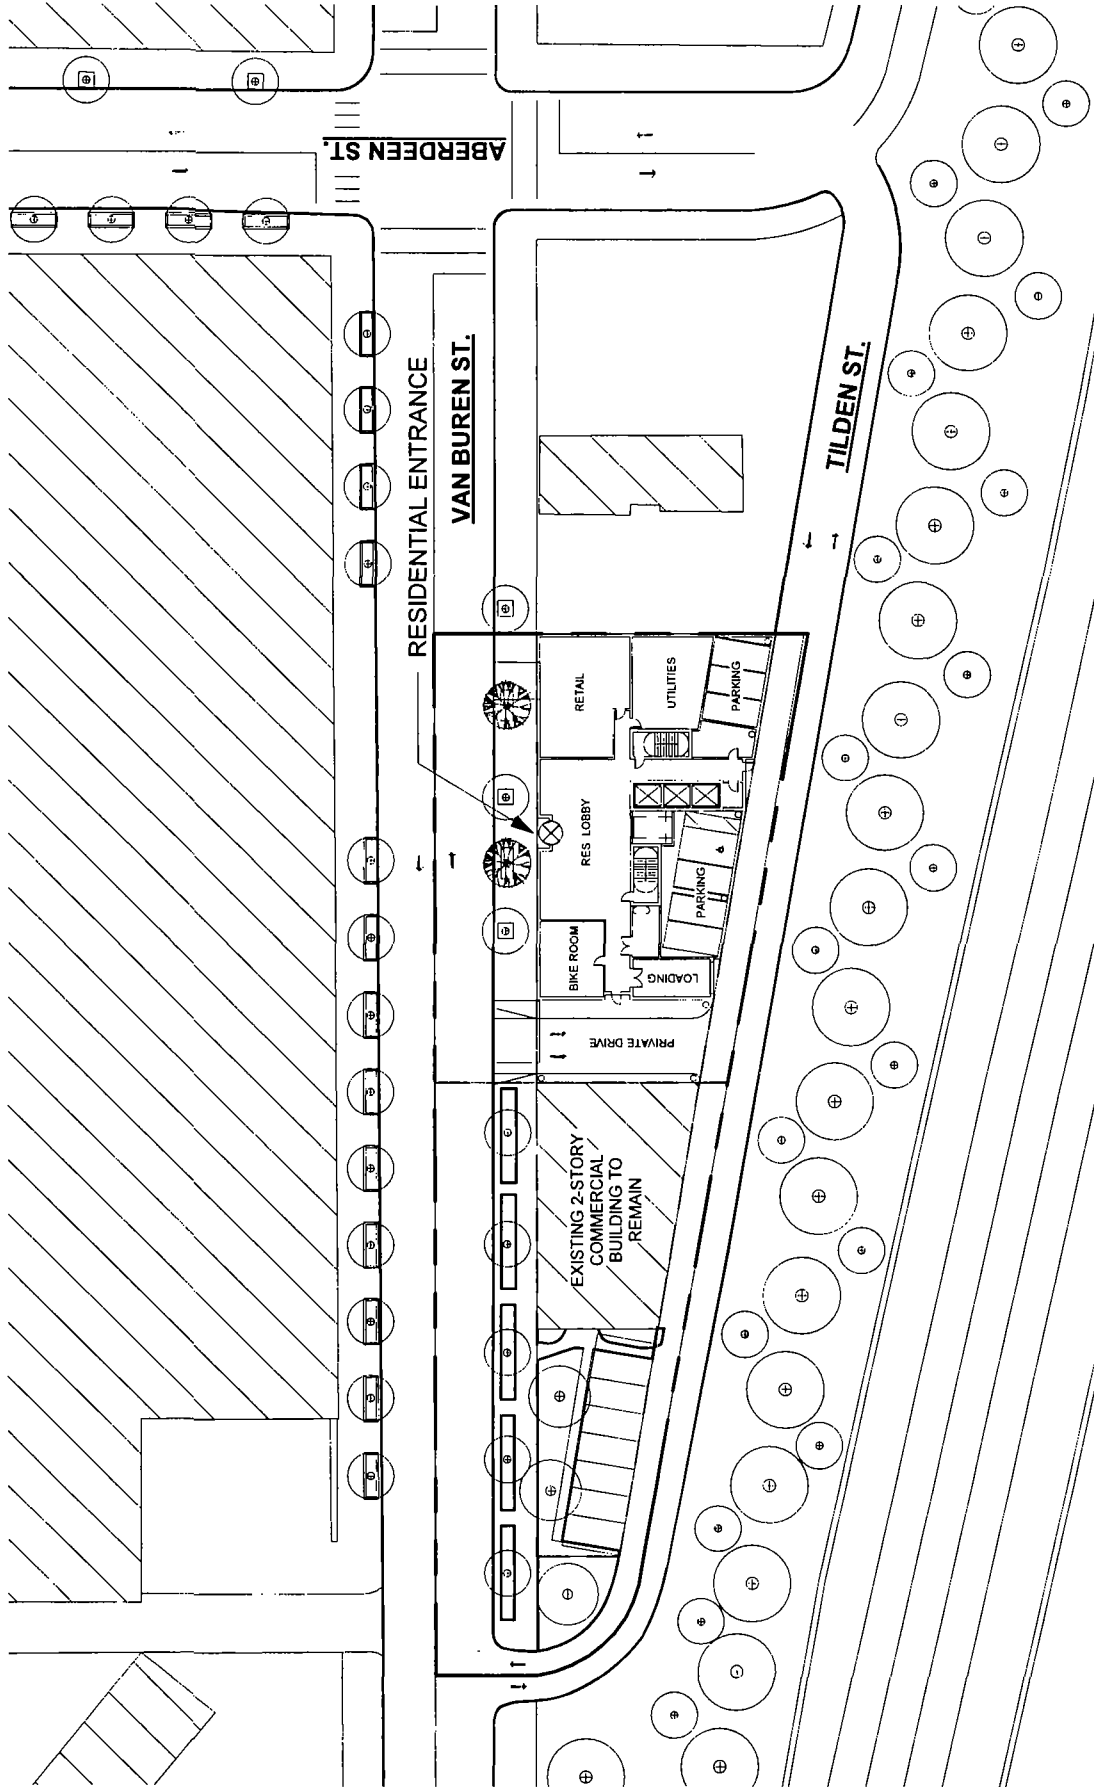 ABERDEEN ST.
RESIDENTIAL ENTRANCE
VAN BUREN ST.
TILDEN ST.
RETAIL
UTILITIES
PARKING
RES LOBBY
PARKING
BIKE ROOM
LOADING
PRIVATE DRIVE
EXISTING 2-STORY
COMMERCIAL
BUILDING TO
REMAIN